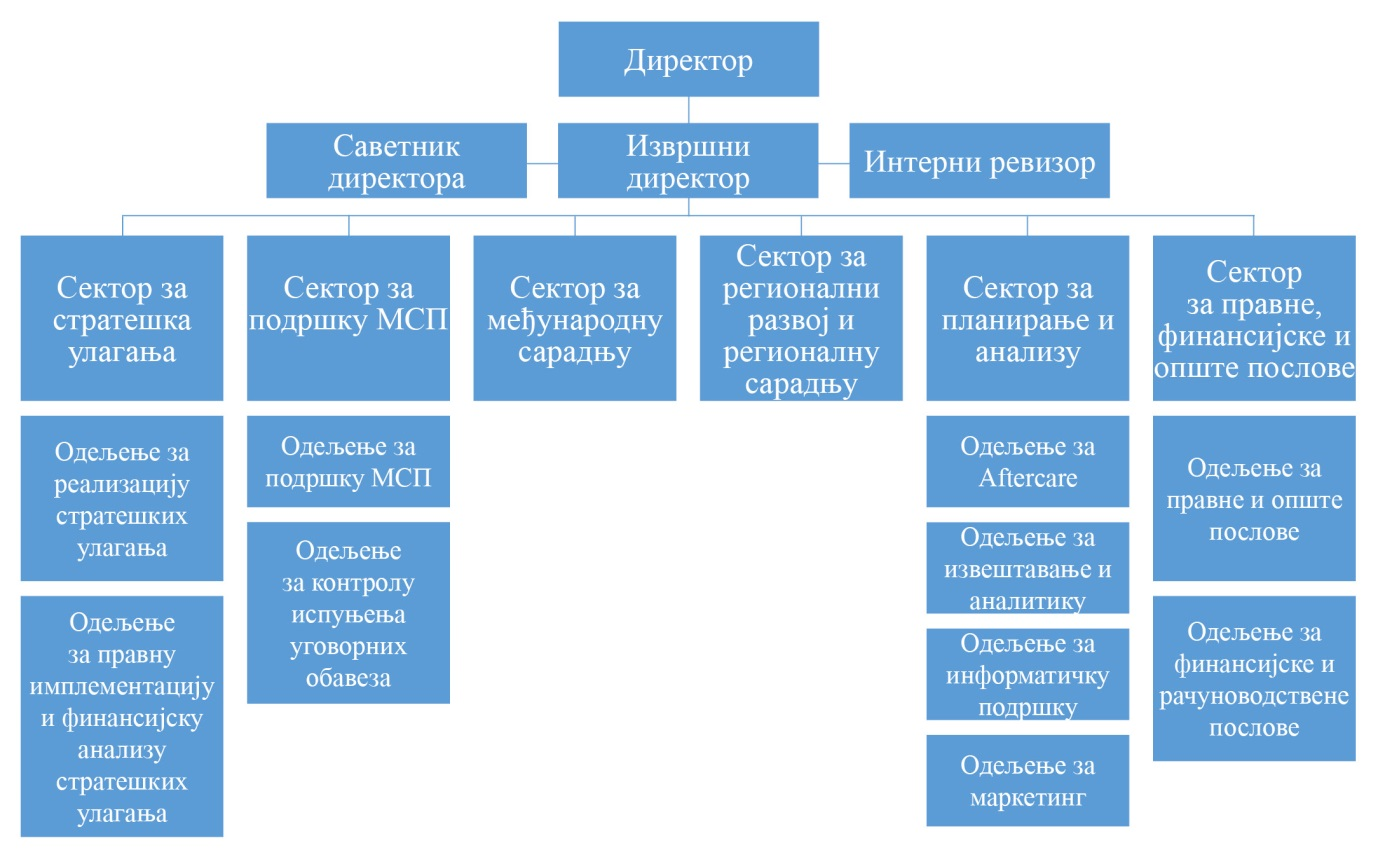 Директор
Саветник
директора
Извршни
директор
Интерни ревизор
Сектор за
стратешка
улагања
Сектор за
подршку МСП
Сектор за
међународну
сарадњу
Сектор за
регионални
развој и
регионалну
сарадњу
Сектор за
планирање и
анализу
Сектор
за правне,
финансијске и
опште послове
Одељење за
реализацију
стратешких
улагања
Одељење
за правну
имплементацију
и финансијску
анализу
стратешких
улагања
Одељење за
подршку МСП
Одељење
за контролу
испуњења
уговорних
обавеза
Одељење за
Aftercare
Одељење за
извештавање и
аналитику
Одељење за
информатичку
подршку
Одељење за
маркетинг
Одељење за
правне и опште
послове
Одељење за
финансијске и
рачуноводствене
послове